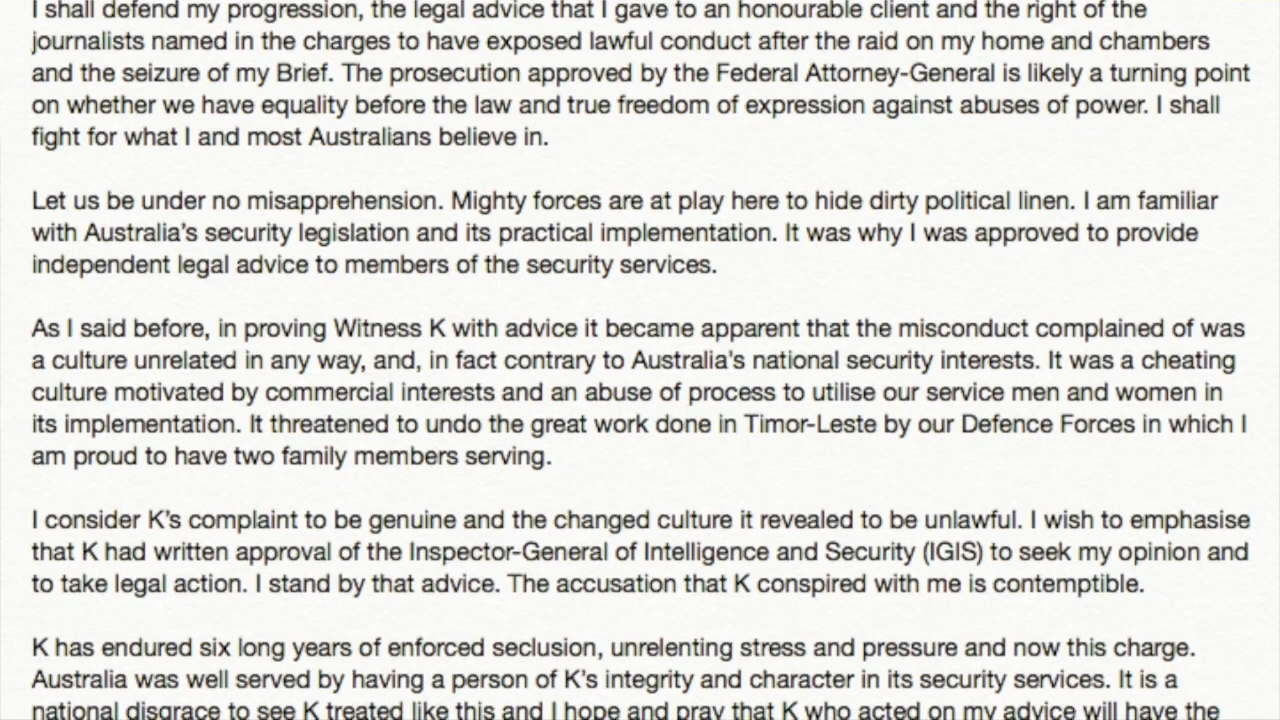 I shall defend my progression, the legal advice that I gave to an honourable client and the right of the
journalists named in the charges to have exposed lawful conduct after the raid on my home and chambers
and the seizure of my Brief. The prosecution approved by the Federal Attorney-General is likely a turning point
on whether we have equality before the law and true freedom of expression against abuses of power. I shall
fight for what I and most Australians believe in.
Let us be under no misapprehension. Mighty forces are at play here to hide dirty political linen. I am familiar
with Australia’s security legislation and its practical implementation. It was why I was approved to provide
independent legal advice to members of the security services.
As I said before, in proving Witness K with advice it became apparent that the misconduct complained of was
a culture unrelated in any way, and, in fact contrary to Australia’s national security interests. It was a cheating
culture motivated by commercial interests and an abuse of process to utilise our service men and women in
its implementation. It threatened to undo the great work done in Timor-Leste by our Defence Forces in which I
am proud to have two family members serving.
I consider K’s complaint to be genuine and the changed culture it revealed to be unlawful. I wish to emphasise
that K had written approval of the Inspector-General of Intelligence and Security (IGIS) to seek my opinion and
to take legal action. I stand by that advice. The accusation that K conspired with me is contemptible.
K has endured six long years of enforced seclusion, unrelenting stress and pressure and now this charge.
Australia was well served by having a person of K’s integrity and character in its security services. It is a
national disgrace to see K treated like this and I hope and pray that K who acted on my advice will have the